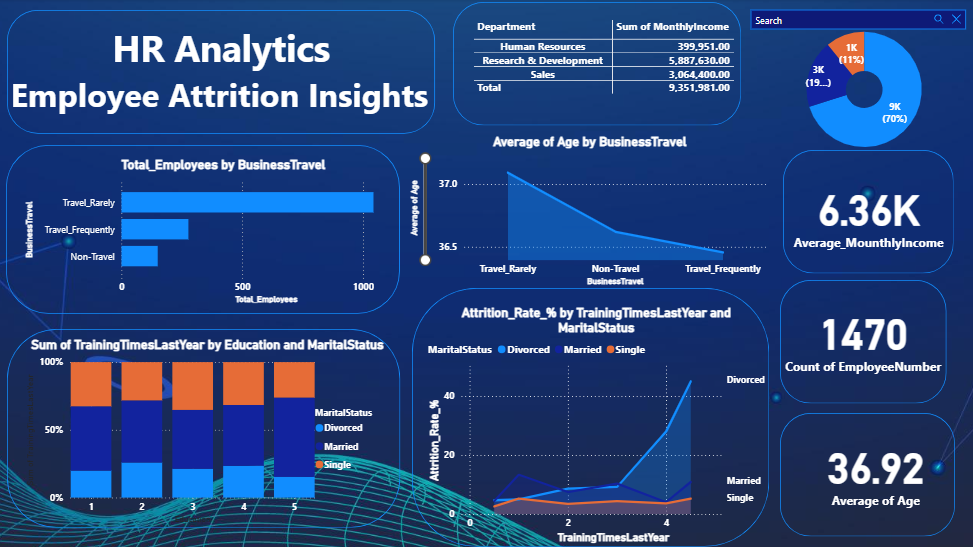 HR Analytics
Employee Attrition Insights
Department Sum of MonthlyIncome
Human Resources 399,951.00
Research & Development 5,887,630.00
Sales 3,064,400.00
Total 9,351,981.00
Search
1K
(11%)
3K
(19...)
9K
(70%)
Total_Employees by BusinessTravel
BusinessTravel
Travel_Rarely
Travel_Frequently
Non-Travel
0 500 1000
Total_Employees
Average of Age by BusinessTravel
Average of Age
37.0
36.5
Travel_Rarely Non-Travel Travel_Frequently
BusinessTravel
6.36K
Average_MounthlyIncome
1470
Count of EmployeeNumber
36.92
Average of Age
Sum of TrainingTimesLastYear by Education and MaritalStatus
100%
50%
0%
1 2 3 4 5
MaritalStatus
Divorced
Married
Single
Attrition_Rate_% by TrainingTimesLastYear and
MaritalStatus
MaritalStatus Divorced Married Single
Attrition_Rate_%
40
20
0
0 2 4
TrainingTimesLastYear
Divorced
Married
Single